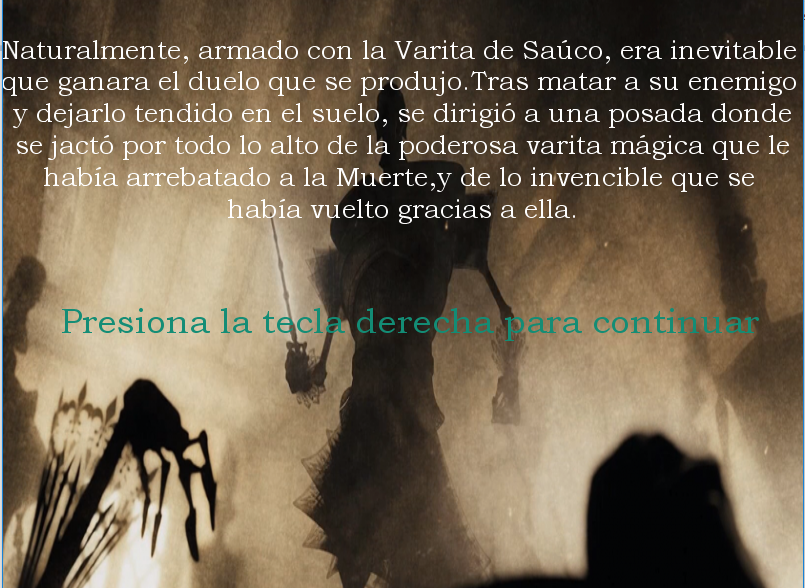 Naturalmente, armado con la Varita de Saúco, era inevitable
que ganara el duelo que se produjo.Tras matar a su enemigo
y dejarlo tendido en el suelo, se dirigió a una posada donde
se jactó por todo lo alto de la poderosa varita mágica que le
había arrebatado a la Muerte,y de lo invencible que se
había vuelto gracias a ella.
Presiona la tecla derecha para continuar